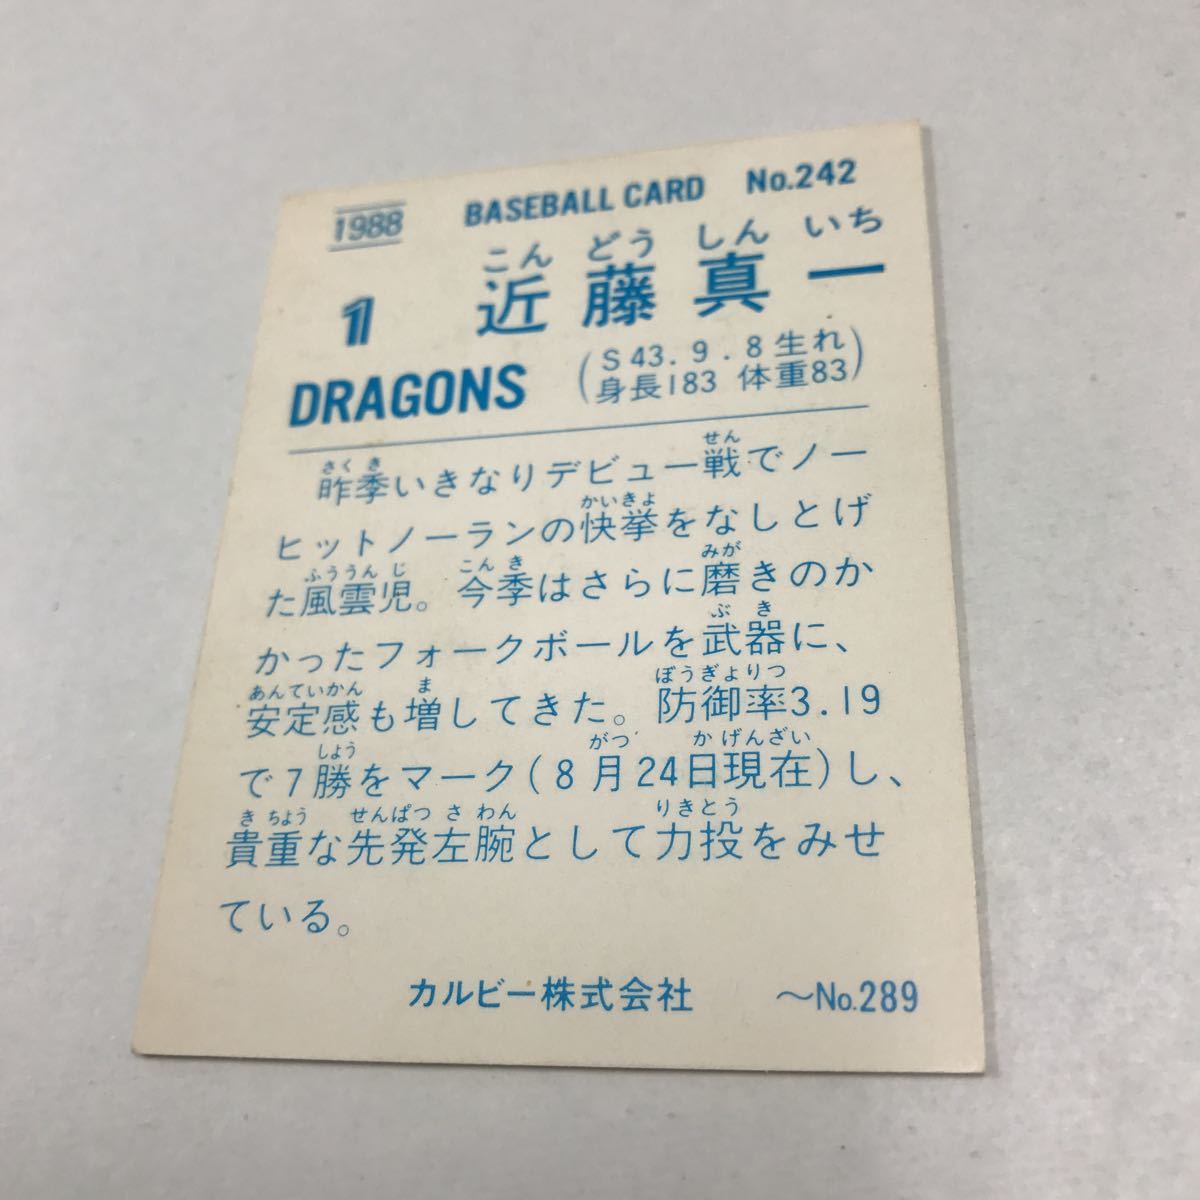 1988 BASEBALL CARD No.242
こん どう しん いち
1 近藤真一
DRAGONS
(S43.9.8生れ
身長183 体重83)
さくき せん
昨季いきなりデビュー戦でノー
かいきよ
ヒットノーランの快挙をなしとげ
ふううんじ こんき みが
た風雲児。今季はさらに磨きのか
ぶき
かったフォークボールを武器に、
あんていかん ま ぼうぎょりつ
安定感も増してきた。防御率3.19
しょう がつ か げんざい
で7勝をマーク(8月24日現在)し、
きちょう せんぱつ さ わん りきとう
貴重な先発左腕として力投をみせ
ている。
カルビー株式会社 〜No.289